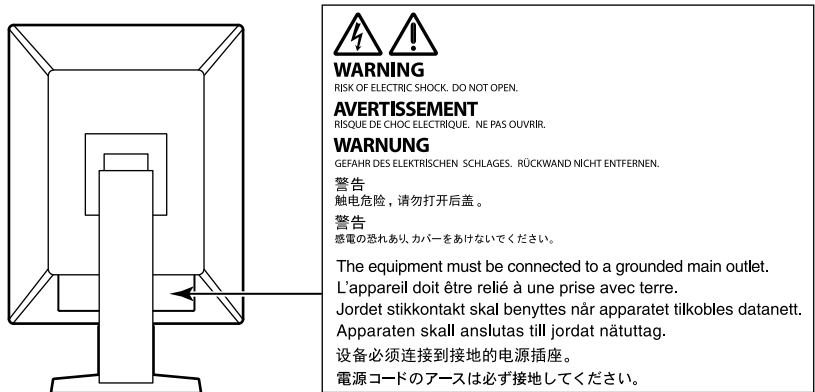 WARNING
RISK OF ELECTRIC SHOCK. DO NOT OPEN.
AVERTISSEMENT
RISQUE DE CHOC ELECTRIQUE. NE PAS OUVRIR.
WARNUNG
GEFAHR DES ELEKTRISCHEN SCHLAGES. RÜCKWAND NICHT ENTFERNEN.
警告
触电危险，请勿打开后盖。
警告
感電の恐れあり、カバーをあけないでください。
The equipment must be connected to a grounded main outlet.
L'appareil doit être relié à une prise avec terre.
Jordet stikkontakt skal benyttes når apparatet tilkobles datanett.
Apparaten skall anslutas till jordat nätuttag.
设备必须连接到接地的电源插座。
電源コードのアースは必ず接地してください。